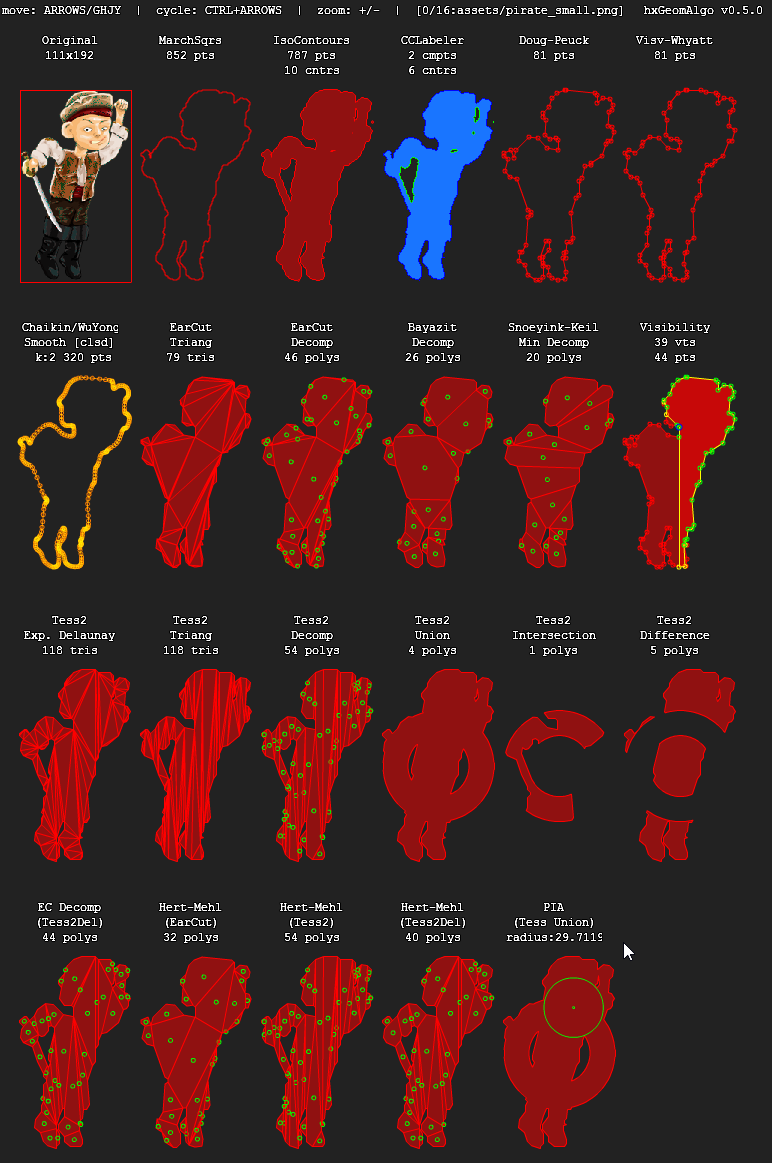 move: ARROWS/GHJY | cycle: CTRL+ARROWS | zoom: +/- | [0/16:assets/pirate_small.png] hxGeomAlgo v0.5.0
Original
111x192
MarchSqrs
852 pts
IsoContours
787 pts
10 cntrs
CCLabeler
2 cmpts
6 cntrs
Doug-Peuck
81 pts
Visv-Whyatt
81 pts
Chaikin/WuYong
Smooth [clsd]
k:2 320 pts
EarCut
Triang
79 tris
EarCut
Decomp
46 polys
Bayazit
Decomp
26 polys
Snoeyink-Keil
Min Decomp
20 polys
Visibility
39 vts
44 pts
Tess2
Exp. Delaunay
118 tris
Tess2
Triang
118 tris
Tess2
Decomp
54 polys
Tess2
Union
4 polys
Tess2
Intersection
1 polys
Tess2
Difference
5 polys
EC Decomp
(Tess2Del)
44 polys
Hert-Mehl
(EarCut)
32 polys
Hert-Mehl
(Tess2)
54 polys
Hert-Mehl
(Tess2Del)
40 polys
PIA
(Tess Union)
radius:29.7119